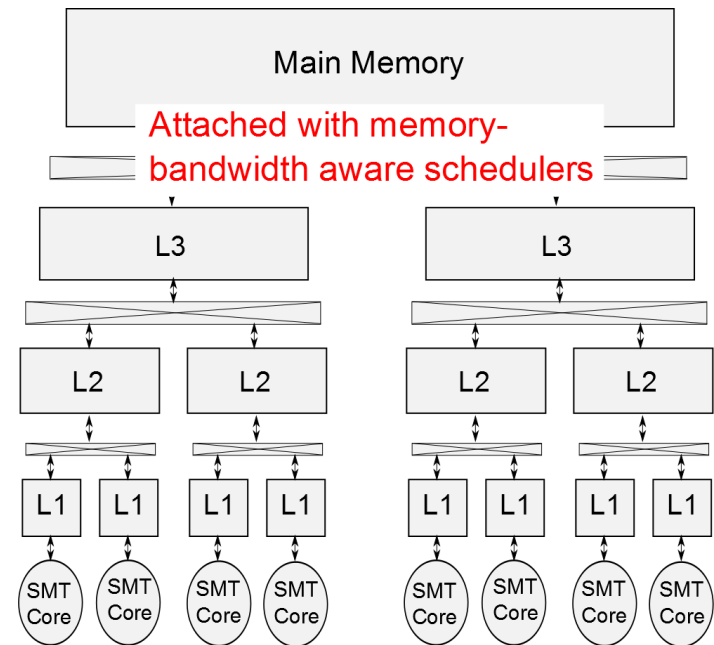 Main Memory
Attached with memory-
bandwidth aware schedulers
L3 L3
L2 L2 L2 L2
L1 L1 L1 L1 L1 L1 L1 L1
SMT SMT SMT SMT SMT SMT SMT SMT
Core Core Core Core Core Core Core Core